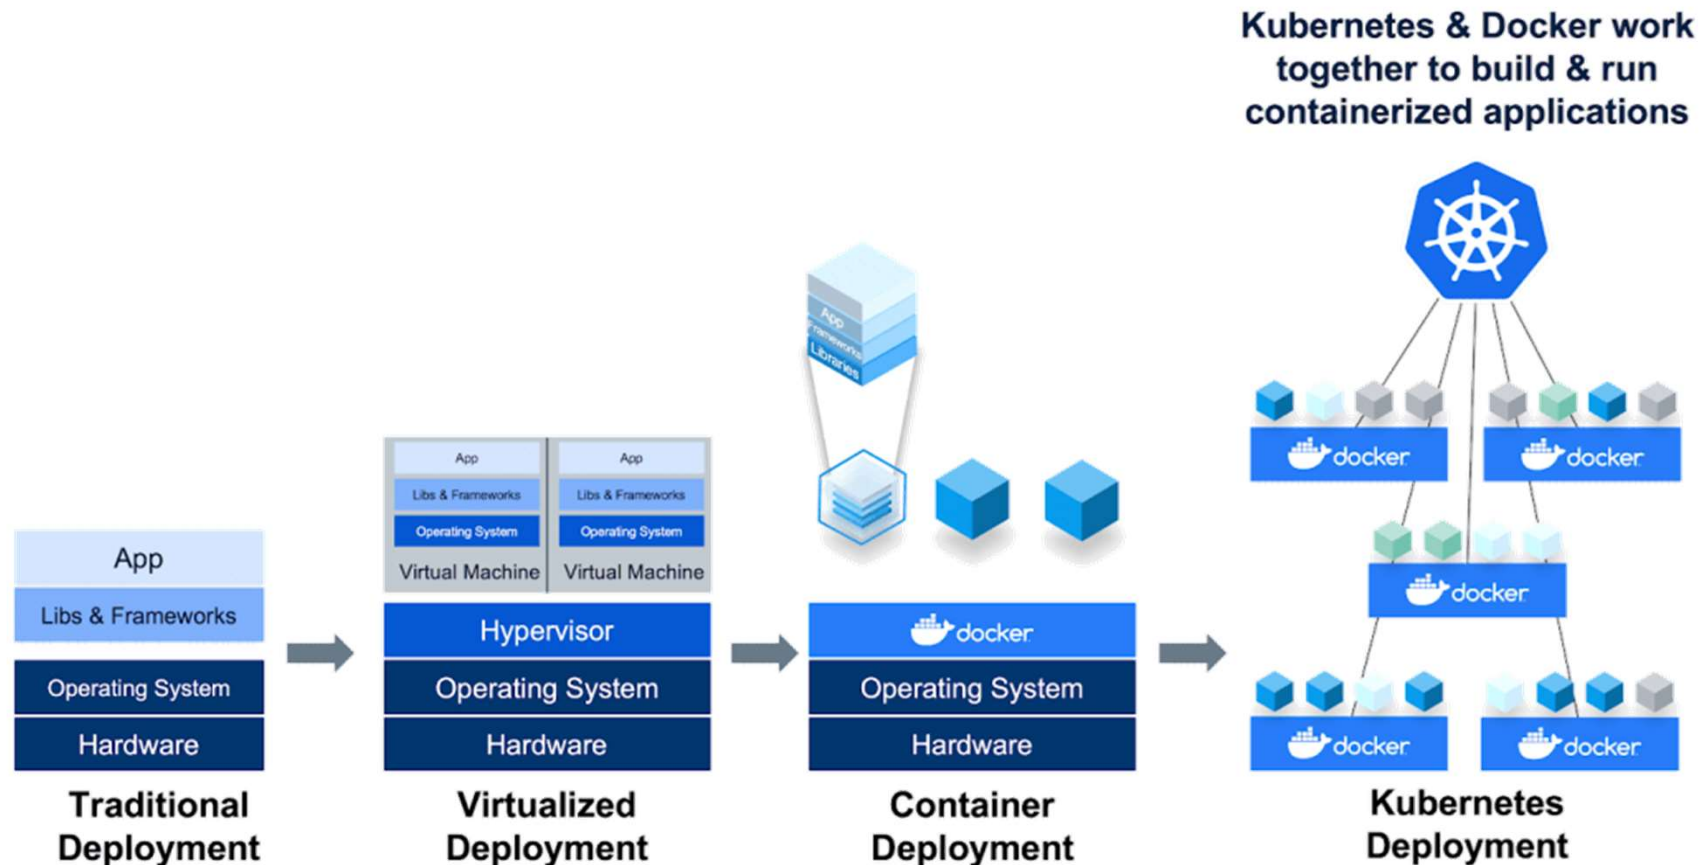 Kubernetes & Docker work
together to build & run
containerized applications
App
Libs & Frameworks
Operating System
Hardware
Traditional
Deployment
App
Libs & Frameworks
Operating System
Virtual Machine
App
Libs & Frameworks
Operating System
Virtual Machine
Hypervisor
Operating System
Hardware
Virtualized
Deployment
App
Frameworks
Libraries
docker
Operating System
Hardware
Container
Deployment
docker
docker
docker
docker
docker
Kubernetes
Deployment